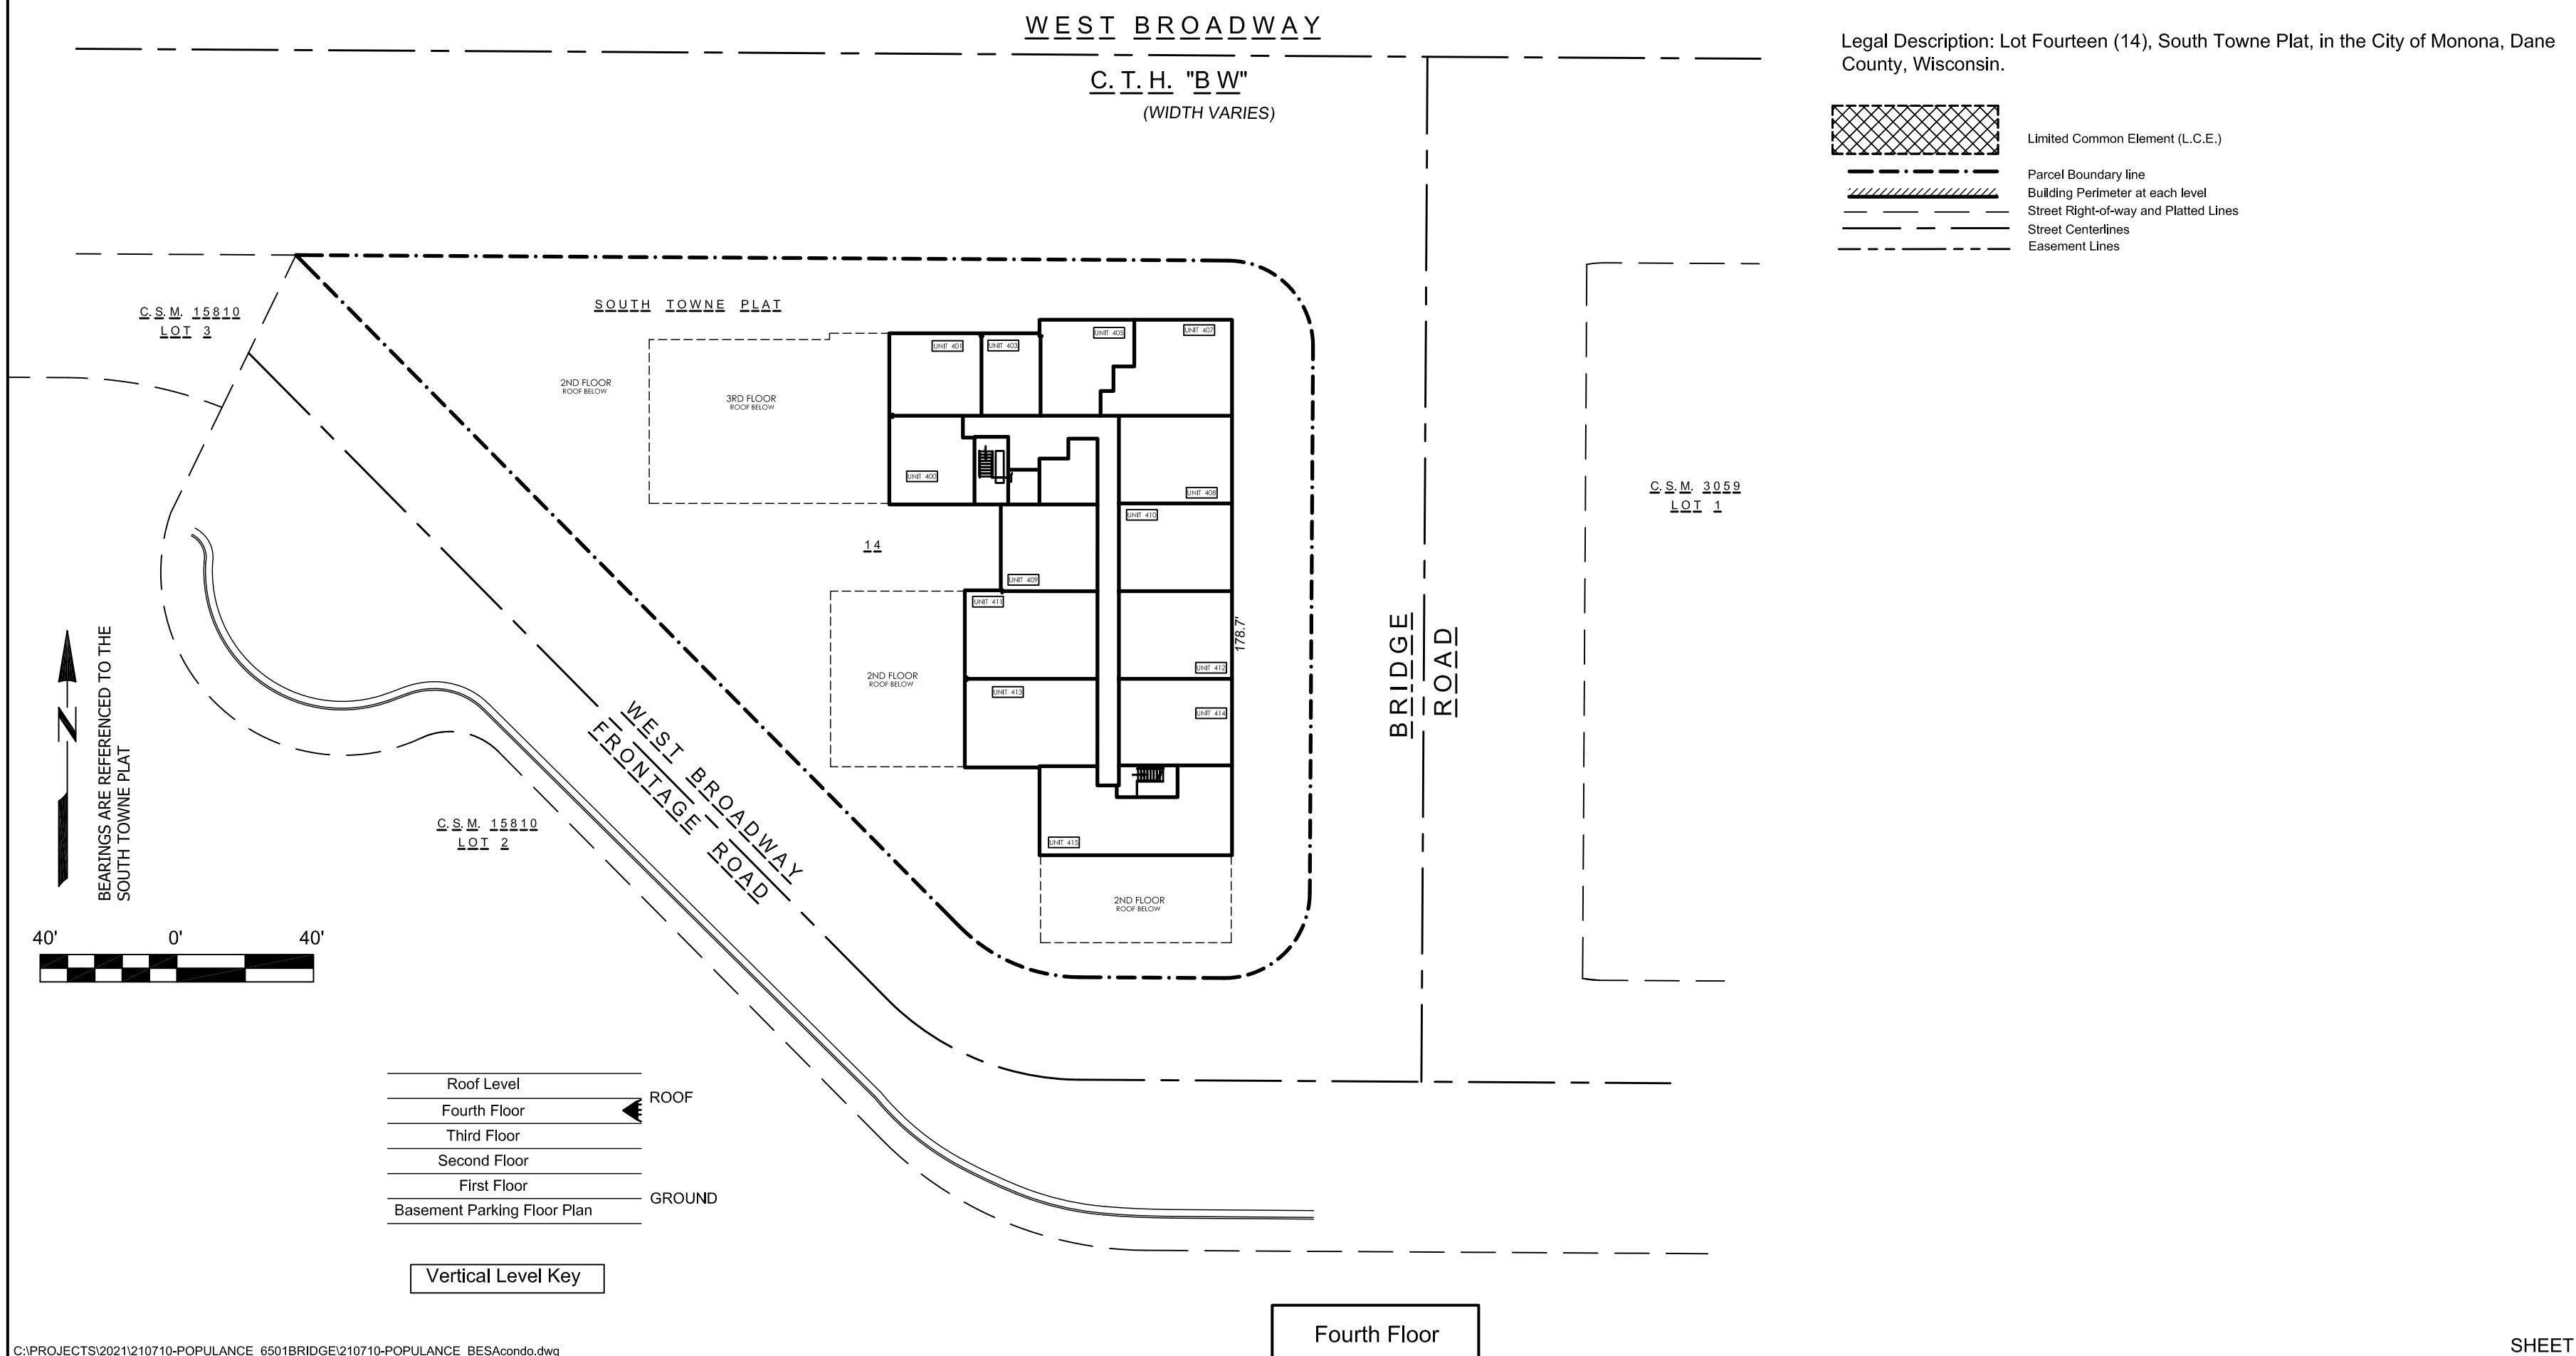 WEST BROADWAY
C. T. H. "B W"
(WIDTH VARIES)
Legal Description: Lot Fourteen (14), South Towne Plat, in the City of Monona, Dane
County, Wisconsin.
Limited Common Element (L.C.E.)
Parcel Boundary line
Building Perimeter at each level
Street Right-of-way and Platted Lines
Street Centerlines
Easement Lines
C. S. M. 15810
LOT 3
SOUTH TOWNE PLAT
2ND FLOOR
ROOF BELOW
3RD FLOOR
ROOF BELOW
UNIT 401
UNIT 403
UNIT 405
UNIT 407
UNIT 400
UNIT 408
UNIT 410
UNIT 409
UNIT 411
UNIT 412
UNIT 413
UNIT 414
UNIT 415
14
178.7'
2ND FLOOR
ROOF BELOW
2ND FLOOR
ROOF BELOW
C. S. M. 3059
LOT 1
BRIDGE
ROAD
WEST BROADWAY
FRONTAGE ROAD
N
BEARINGS ARE REFERENCED TO THE
SOUTH TOWNE PLAT
C. S. M. 15810
LOT 2
40' 0' 40'
Roof Level
ROOF
Fourth Floor
Third Floor
Second Floor
First Floor
GROUND
Basement Parking Floor Plan
Vertical Level Key
Fourth Floor
C:\PROJECTS\2021\210710-POPULANCE_6501BRIDGE\210710-POPULANCE_BESAcondo.dwg
SHEET